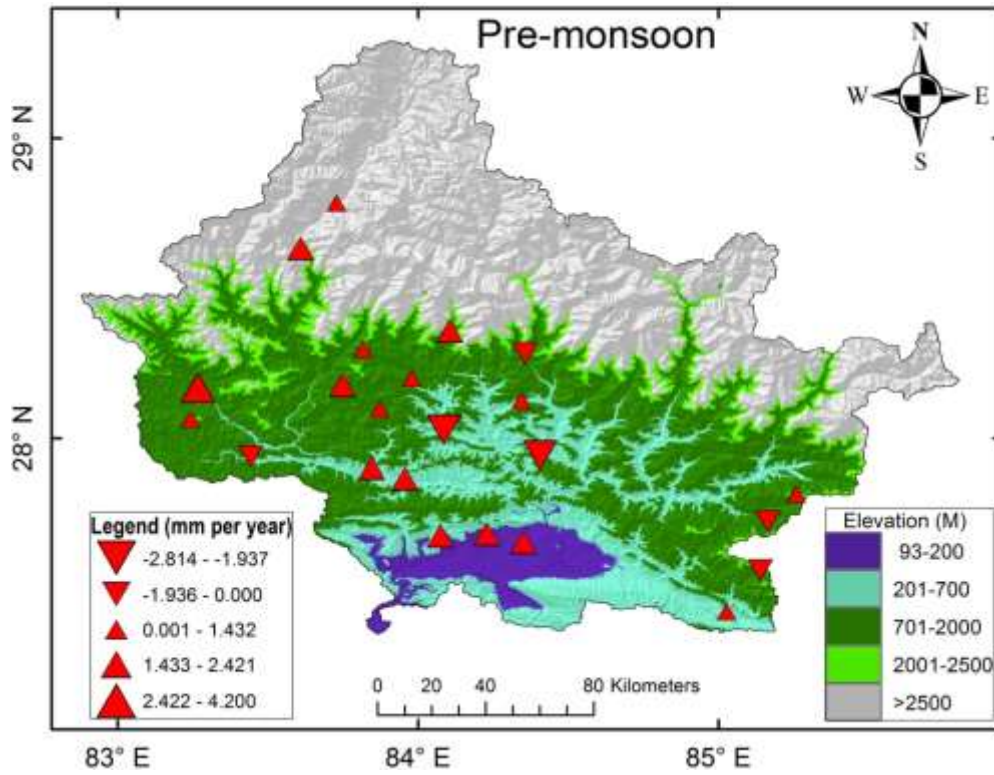 Pre-monsoon
N
W E
S
29° N
28° N
Legend (mm per year)
-2.814 - -1.937
-1.936 - 0.000
0.001 - 1.432
1.433 - 2.421
2.422 - 4.200
0 20 40 80 Kilometers
Elevation (M)
93-200
201-700
701-2000
2001-2500
>2500
83° E 84° E 85° E